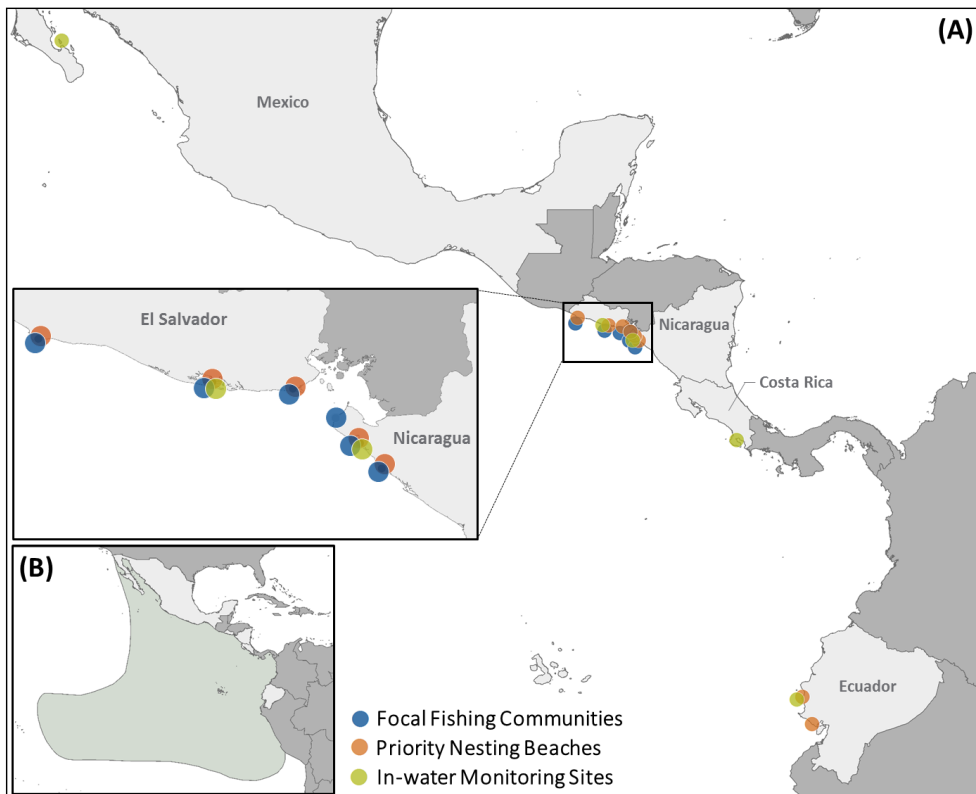 (A)
Mexico
El Salvador
Nicaragua
Nicaragua
Costa Rica
(B)
Ecuador
Focal Fishing Communities
Priority Nesting Beaches
In-water Monitoring Sites